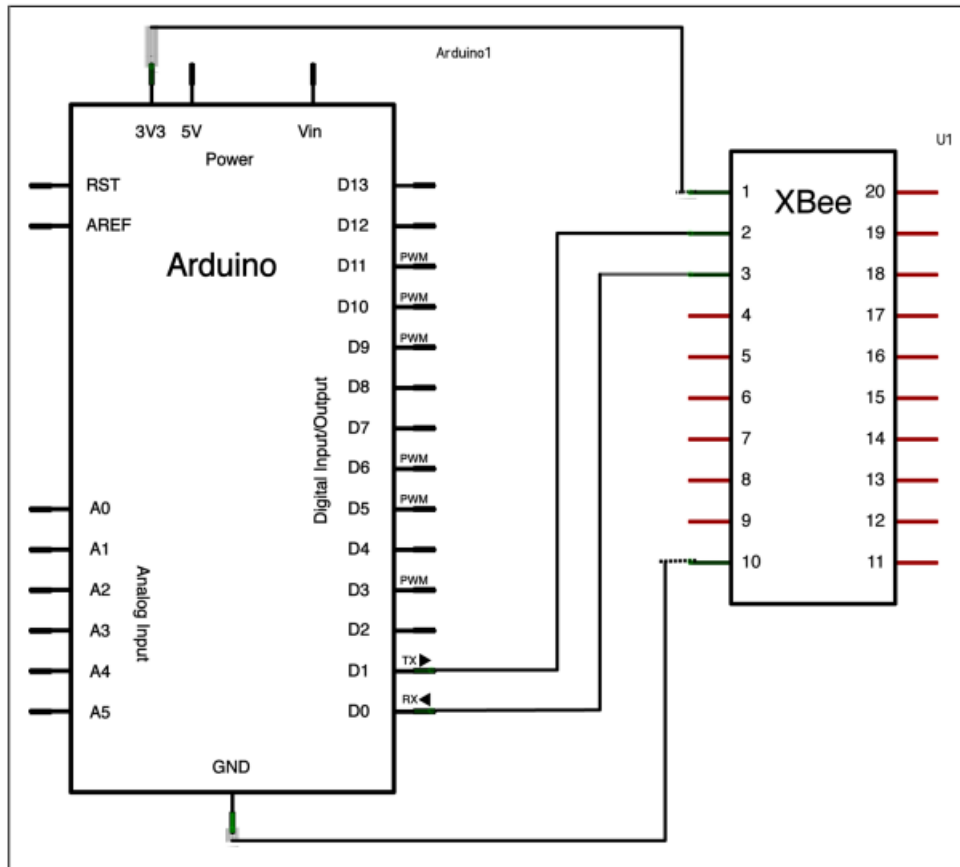 Arduino1
3V3 5V Vin
Power
RST
AREF
Arduino
D13
D12
PWM
D11
PWM
D10
PWM
D9
D8
D7
PWM
D6
PWM
D5
D4
PWM
D3
D2
TX
D1
RX
D0
Digital Input/Output
A0
A1
A2
A3
A4
A5
Analog Input
GND
U1
XBee
1 20
2 19
3 18
4 17
5 16
6 15
7 14
8 13
9 12
10 11